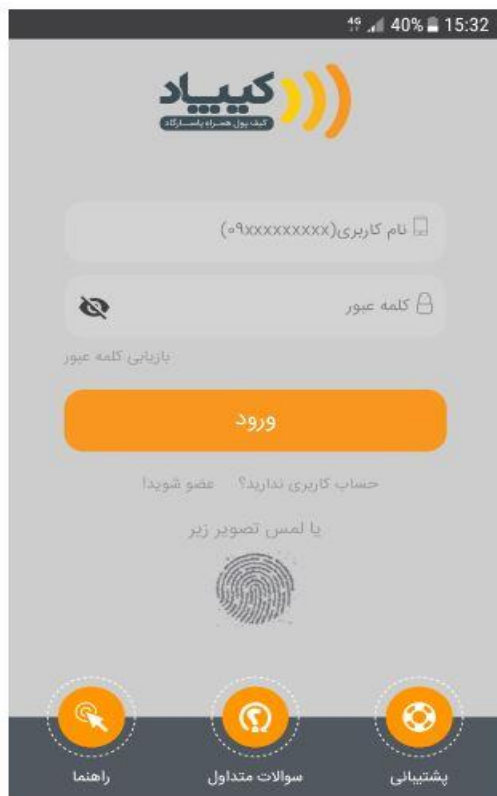 4G 40% 15:32
کیپاد
کیف پول همراه پاسارگاد
نام کاربری(۰۹xxxxxxxxx)
کلمه عبور
بازیابی کلمه عبور
ورود
حساب کاربری ندارید؟ عضو شوید!
یا لمس تصویر زیر
پشتیبانی
سوالات متداول
راهنما